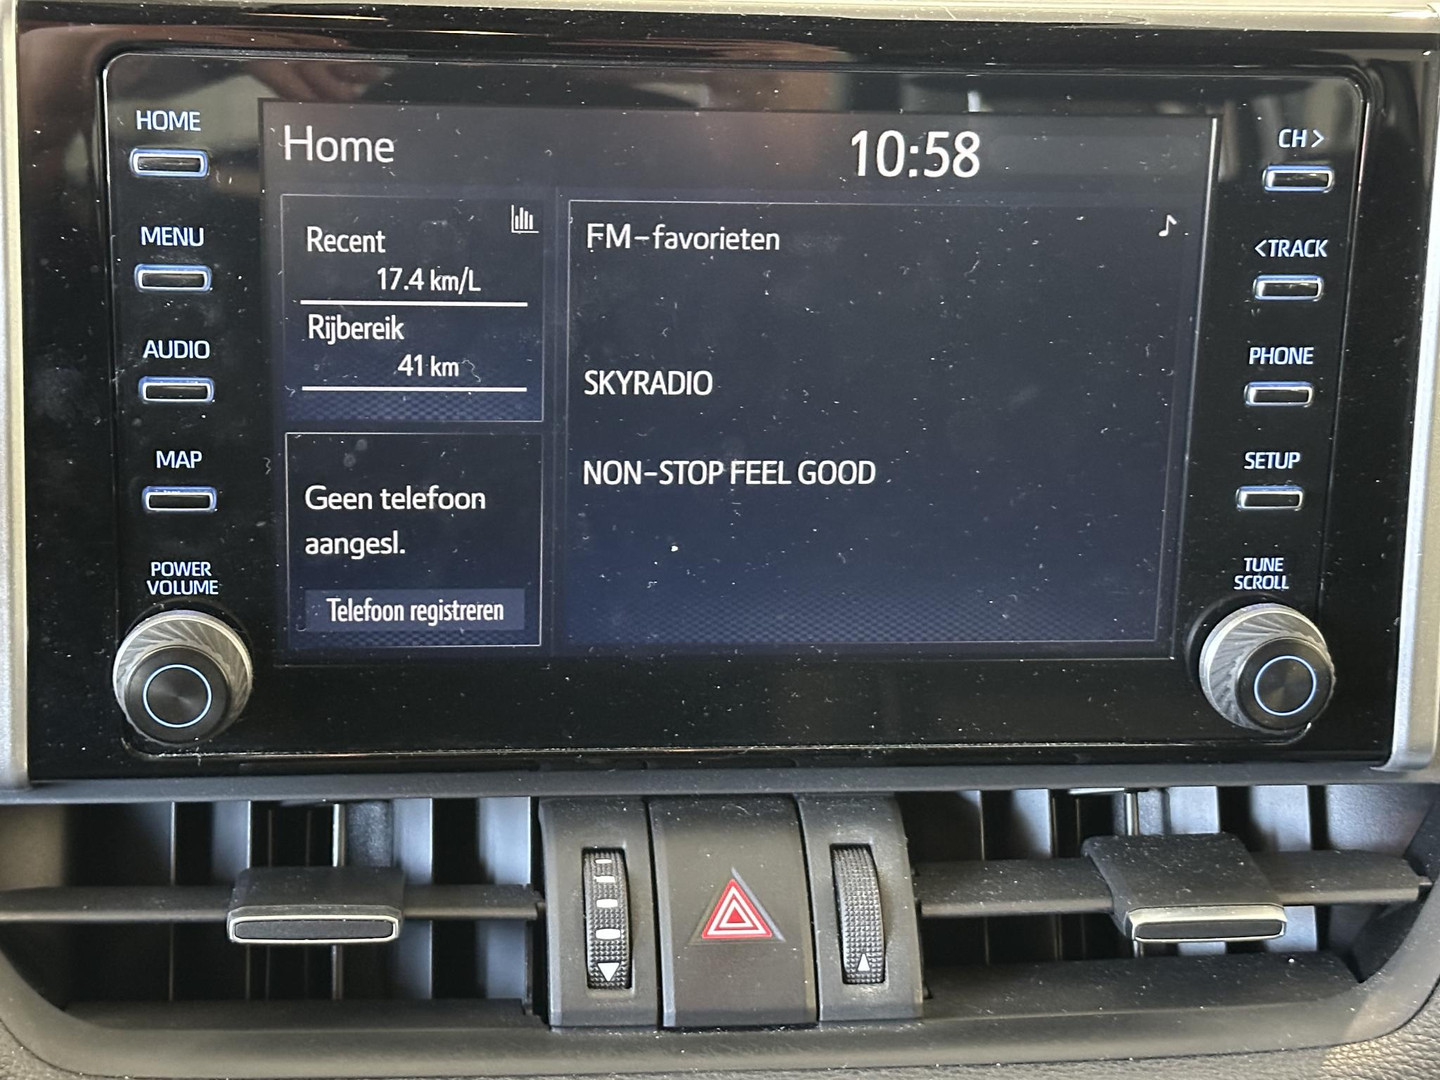 HOME
MENU
AUDIO
MAP
POWER
VOLUME
Home
10:58
Recent
17.4 km/L
Rijbereik
41 km
Geen telefoon
aangesl.
Telefoon registreren
FM-favorieten
SKYRADIO
NON-STOP FEEL GOOD
CH >
<TRACK
PHONE
SETUP
TUNE
SCROLL